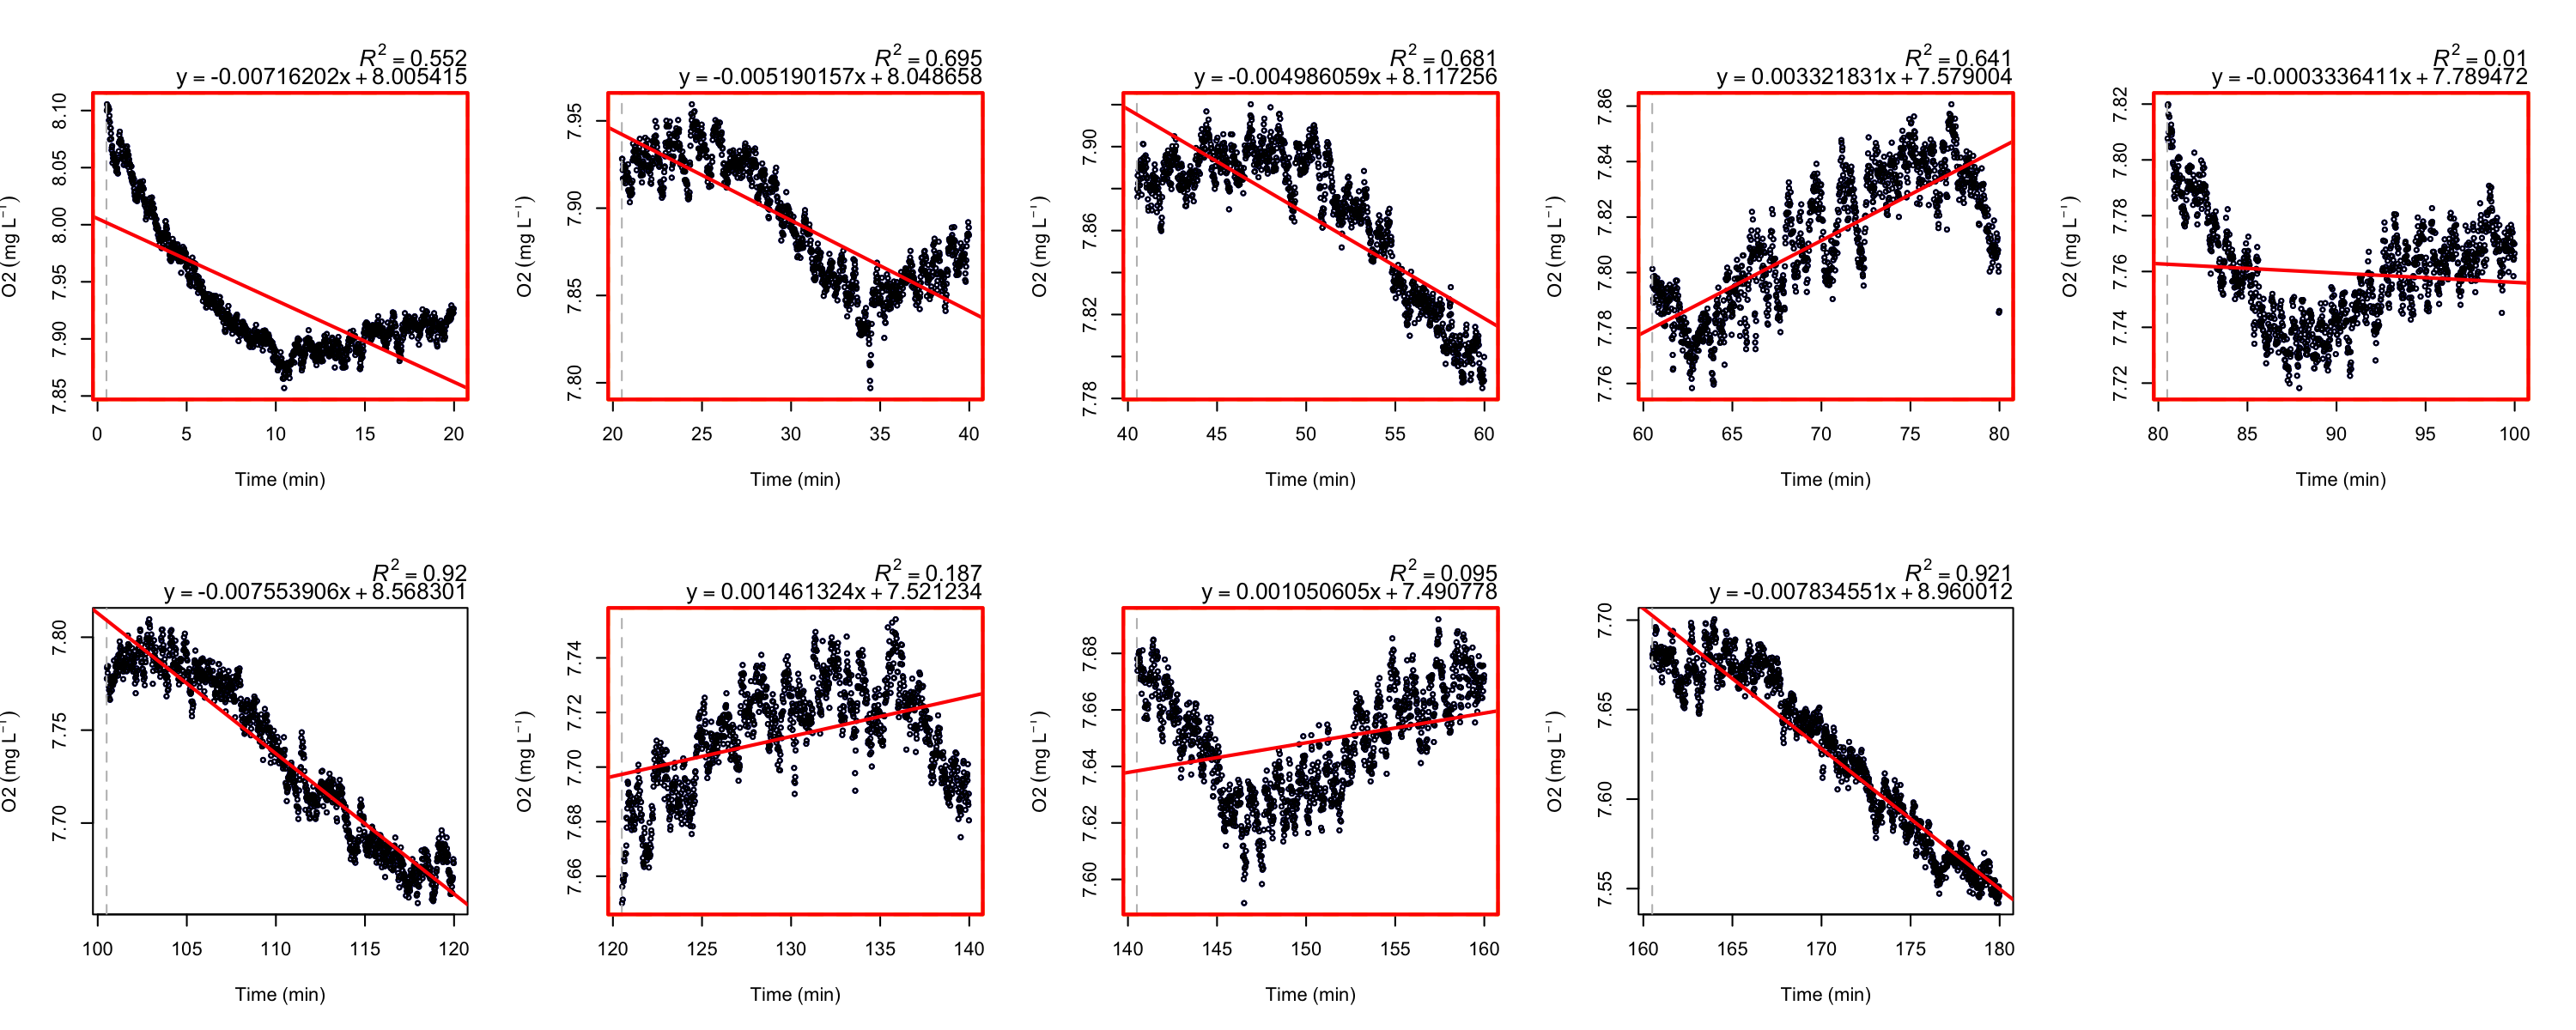 R² = 0.552
y = -0.00716202x + 8.005415
O2 (mg L⁻¹)
8.10
8.05
8.00
7.95
7.90
7.85
0 5 10 15 20
Time (min)
R² = 0.695
y = -0.005190157x + 8.048658
O2 (mg L⁻¹)
7.95
7.90
7.85
7.80
20 25 30 35 40
Time (min)
R² = 0.681
y = -0.004986059x + 8.117256
O2 (mg L⁻¹)
7.90
7.86
7.82
7.78
40 45 50 55 60
Time (min)
R² = 0.641
y = 0.003321831x + 7.579004
O2 (mg L⁻¹)
7.86
7.84
7.82
7.80
7.78
7.76
60 65 70 75 80
Time (min)
R² = 0.01
y = -0.0003336411x + 7.789472
O2 (mg L⁻¹)
7.82
7.80
7.78
7.76
7.74
7.72
80 85 90 95 100
Time (min)
R² = 0.92
y = -0.007553906x + 8.568301
O2 (mg L⁻¹)
7.80
7.75
7.70
100 105 110 115 120
Time (min)
R² = 0.187
y = 0.001461324x + 7.521234
O2 (mg L⁻¹)
7.74
7.72
7.70
7.68
7.66
120 125 130 135 140
Time (min)
R² = 0.095
y = 0.001050605x + 7.490778
O2 (mg L⁻¹)
7.68
7.66
7.64
7.62
7.60
140 145 150 155 160
Time (min)
R² = 0.921
y = -0.007834551x + 8.960012
O2 (mg L⁻¹)
7.70
7.65
7.60
7.55
160 165 170 175 180
Time (min)